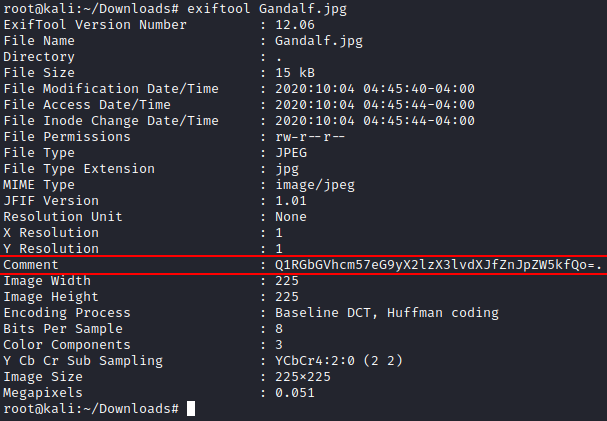 root@kali:~/Downloads# exiftool Gandalf.jpg
ExifTool Version Number : 12.06
File Name : Gandalf.jpg
Directory : .
File Size : 15 kB
File Modification Date/Time : 2020:10:04 04:45:40-04:00
File Access Date/Time : 2020:10:04 04:45:44-04:00
File Inode Change Date/Time : 2020:10:04 04:45:44-04:00
File Permissions : rw-r--r--
File Type : JPEG
File Type Extension : jpg
MIME Type : image/jpeg
JFIF Version : 1.01
Resolution Unit : None
X Resolution : 1
Y Resolution : 1
Comment : Q1RGbGVhcm57eG9yX2lzX3lvdXJfZnJpZW5kfQo=.
Image Width : 225
Image Height : 225
Encoding Process : Baseline DCT, Huffman coding
Bits Per Sample : 8
Color Components : 3
Y Cb Cr Sub Sampling : YCbCr4:2:0 (2 2)
Image Size : 225×225
Megapixels : 0.051
root@kali:~/Downloads#